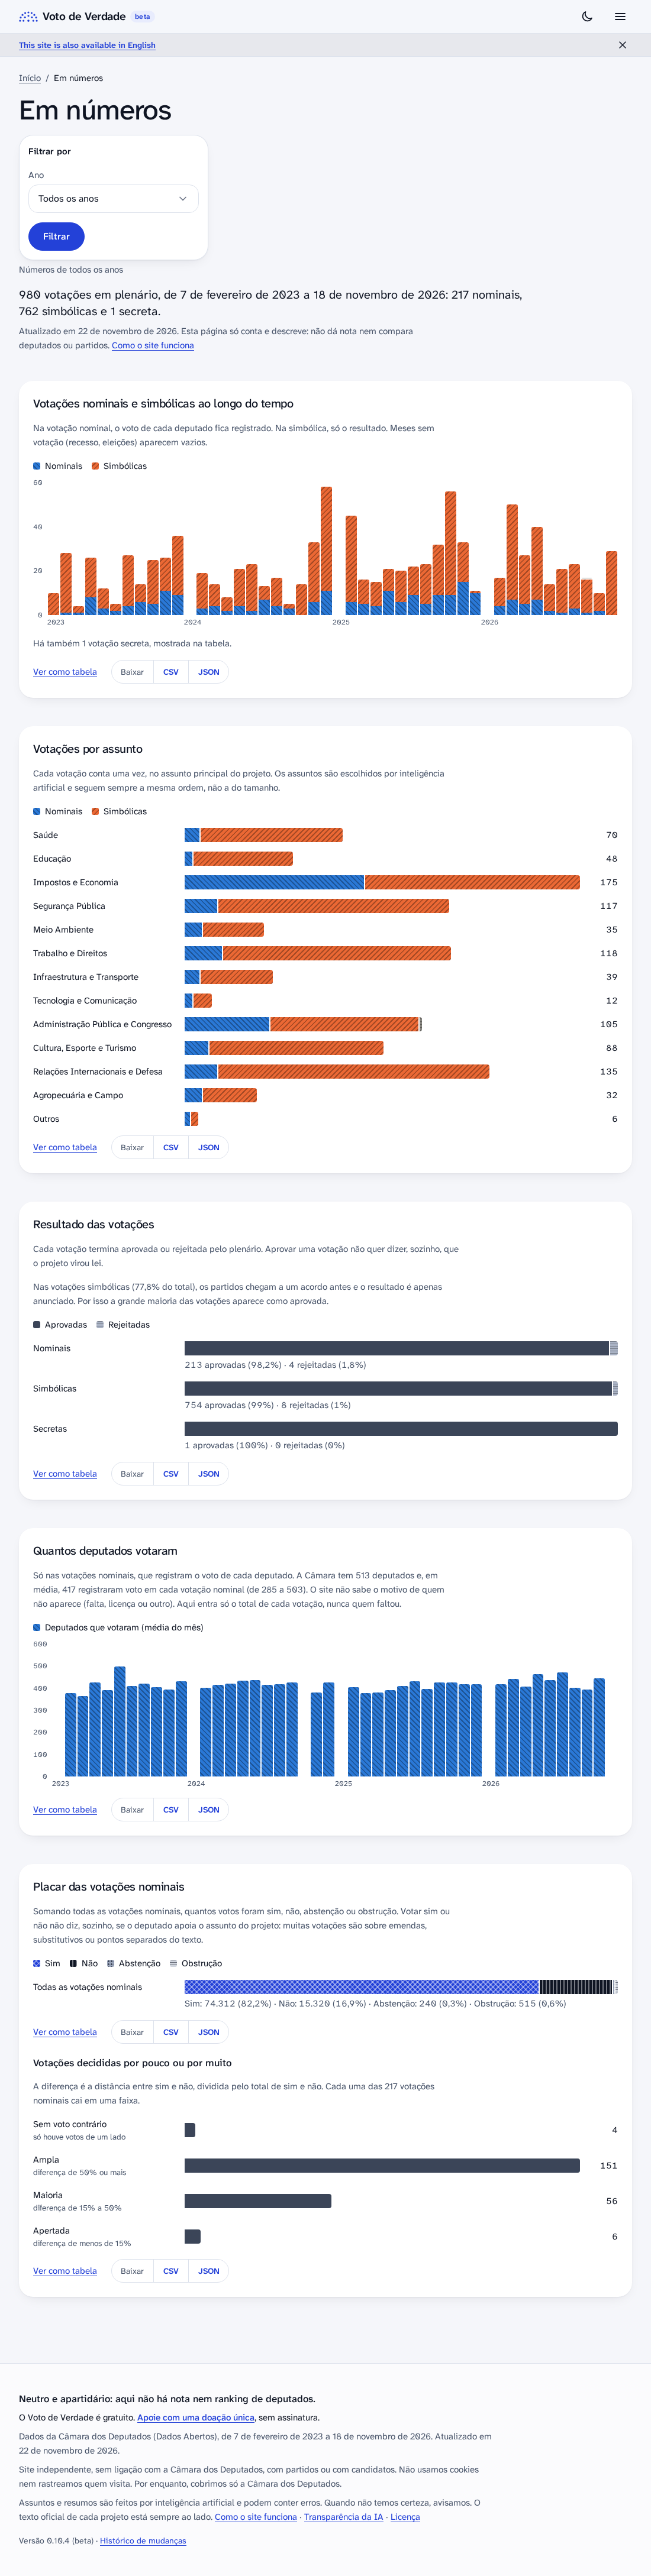 Voto de Verdade beta
This site is also available in English
Início / Em números
Em números
Filtrar por
Ano
Todos os anos
Filtrar
Números de todos os anos
980 votações em plenário, de 7 de fevereiro de 2023 a 18 de novembro de 2026: 217 nominais,
762 simbólicas e 1 secreta.
Atualizado em 22 de novembro de 2026. Esta página só conta e descreve: não dá nota nem compara
deputados ou partidos. Como o site funciona
Votações nominais e simbólicas ao longo do tempo
Na votação nominal, o voto de cada deputado fica registrado. Na simbólica, só o resultado. Meses sem
votação (recesso, eleições) aparecem vazios.
Nominais Simbólicas
60
40
20
0
2023 2024 2025 2026
Há também 1 votação secreta, mostrada na tabela.
Ver como tabela Baixar CSV JSON
Votações por assunto
Cada votação conta uma vez, no assunto principal do projeto. Os assuntos são escolhidos por inteligência
artificial e seguem sempre a mesma ordem, não a do tamanho.
Nominais Simbólicas
Saúde 70
Educação 48
Impostos e Economia 175
Segurança Pública 117
Meio Ambiente 35
Trabalho e Direitos 118
Infraestrutura e Transporte 39
Tecnologia e Comunicação 12
Administração Pública e Congresso 105
Cultura, Esporte e Turismo 88
Relações Internacionais e Defesa 135
Agropecuária e Campo 32
Outros 6
Ver como tabela Baixar CSV JSON
Resultado das votações
Cada votação termina aprovada ou rejeitada pelo plenário. Aprovar uma votação não quer dizer, sozinho, que
o projeto virou lei.
Nas votações simbólicas (77,8% do total), os partidos chegam a um acordo antes e o resultado é apenas
anunciado. Por isso a grande maioria das votações aparece como aprovada.
Aprovadas Rejeitadas
Nominais
213 aprovadas (98,2%) · 4 rejeitadas (1,8%)
Simbólicas
754 aprovadas (99%) · 8 rejeitadas (1%)
Secretas
1 aprovadas (100%) · 0 rejeitadas (0%)
Ver como tabela Baixar CSV JSON
Quantos deputados votaram
Só nas votações nominais, que registram o voto de cada deputado. A Câmara tem 513 deputados e, em
média, 417 registraram voto em cada votação nominal (de 285 a 503). O site não sabe o motivo de quem
não aparece (falta, licença ou outro). Aqui entra só o total de cada votação, nunca quem faltou.
Deputados que votaram (média do mês)
600
500
400
300
200
100
0
2023 2024 2025 2026
Ver como tabela Baixar CSV JSON
Placar das votações nominais
Somando todas as votações nominais, quantos votos foram sim, não, abstenção ou obstrução. Votar sim ou
não não diz, sozinho, se o deputado apoia o assunto do projeto: muitas votações são sobre emendas,
substitutivos ou pontos separados do texto.
Sim Não Abstenção Obstrução
Todas as votações nominais
Sim: 74.312 (82,2%) · Não: 15.320 (16,9%) · Abstenção: 240 (0,3%) · Obstrução: 515 (0,6%)
Ver como tabela Baixar CSV JSON
Votações decididas por pouco ou por muito
A diferença é a distância entre sim e não, dividida pelo total de sim e não. Cada uma das 217 votações
nominais cai em uma faixa.
Sem voto contrário
só houve votos de um lado
4
Ampla
diferença de 50% ou mais
151
Maioria
diferença de 15% a 50%
56
Apertada
diferença de menos de 15%
6
Ver como tabela Baixar CSV JSON
Neutro e apartidário: aqui não há nota nem ranking de deputados.
O Voto de Verdade é gratuito. Apoie com uma doação única, sem assinatura.
Dados da Câmara dos Deputados (Dados Abertos), de 7 de fevereiro de 2023 a 18 de novembro de 2026. Atualizado em
22 de novembro de 2026.
Site independente, sem ligação com a Câmara dos Deputados, com partidos ou com candidatos. Não usamos cookies
nem rastreamos quem visita. Por enquanto, cobrimos só a Câmara dos Deputados.
Assuntos e resumos são feitos por inteligência artificial e podem conter erros. Quando não temos certeza, avisamos. O
texto oficial de cada projeto está sempre ao lado. Como o site funciona · Transparência da IA · Licença
Versão 0.10.4 (beta) · Histórico de mudanças